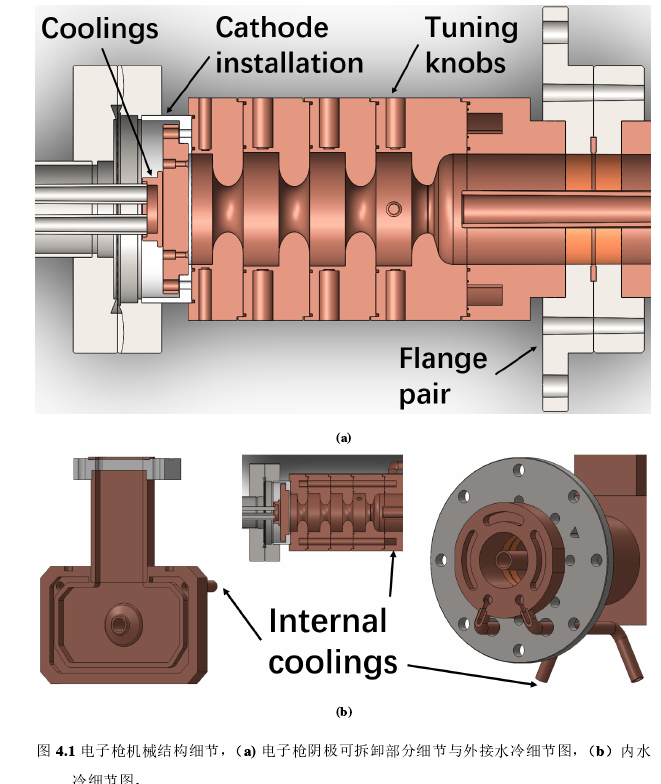 Coolings
Cathode
installation
Tuning
knobs
Flange
pair
(a)
Internal
coolings
(b)
图 4.1 电子枪机械结构细节，（a) 电子枪阴极可拆卸部分细节与外接水冷细节图，（b）内水
冷细节图。